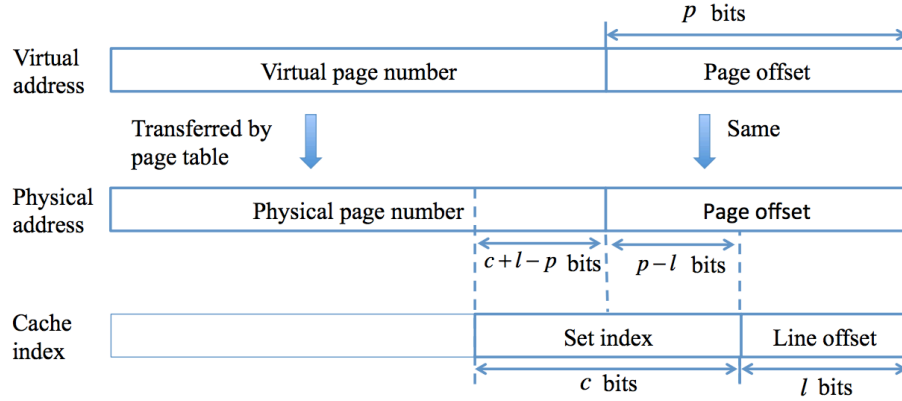 p bits
Virtual
address
Virtual page number
Page offset
Transferred by
page table
Same
Physical
address
Physical page number
Page offset
c+l−p bits
p−l bits
Cache
index
Set index
Line offset
c bits
l bits